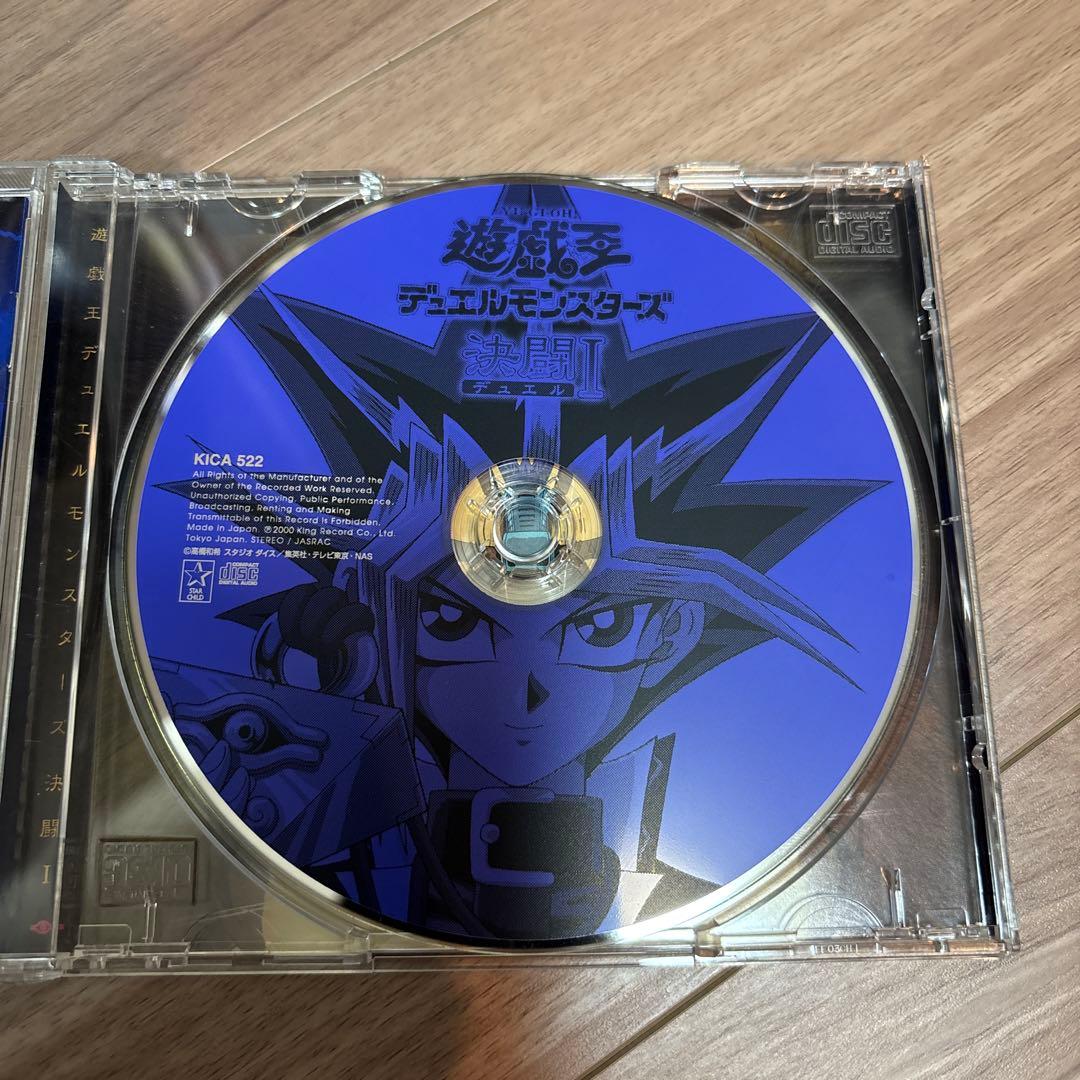 YU-GI-OH
遊戯王
デュエルモンスターズ
決闘I
デュエル
KICA 522
All Rights of the Manufacturer and of the
Owner of the Recorded Work Reserved.
Unauthorized Copying, Public Performance,
Broadcasting, Renting and Making
Transmittable of this Record is Forbidden.
Made in Japan. ℗2000 King Record Co., Ltd.
Tokyo Japan. STEREO / JASRAC
©高橋和希 スタジオ ダイス／集英社・テレビ東京・NAS
STAR
CHILD
COMPACT
disc
DIGITAL AUDIO
遊戯王デュエルモンスターズ 決闘I
COMPACT
disc
DIGITAL AUDIO